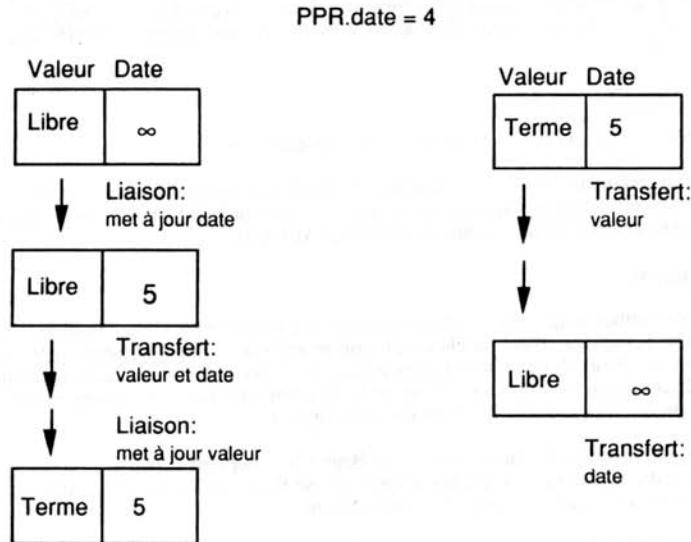 PPR.date = 4
Valeur Date
Libre ∞
Liaison:
met à jour date
Libre 5
Transfert:
valeur et date
Liaison:
met à jour valeur
Terme 5
Valeur Date
Terme 5
Transfert:
valeur
Libre ∞
Transfert:
date